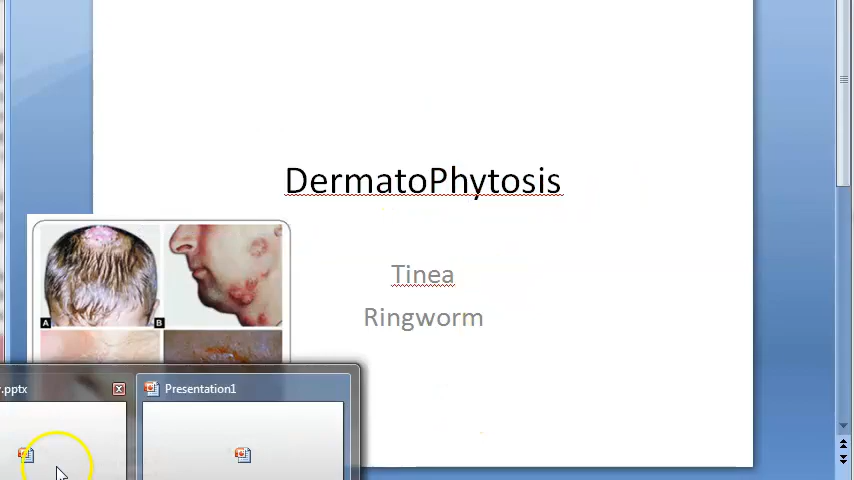 DermatoPhytosis
Tinea
Ringworm
A
B
.pptx
Presentation1